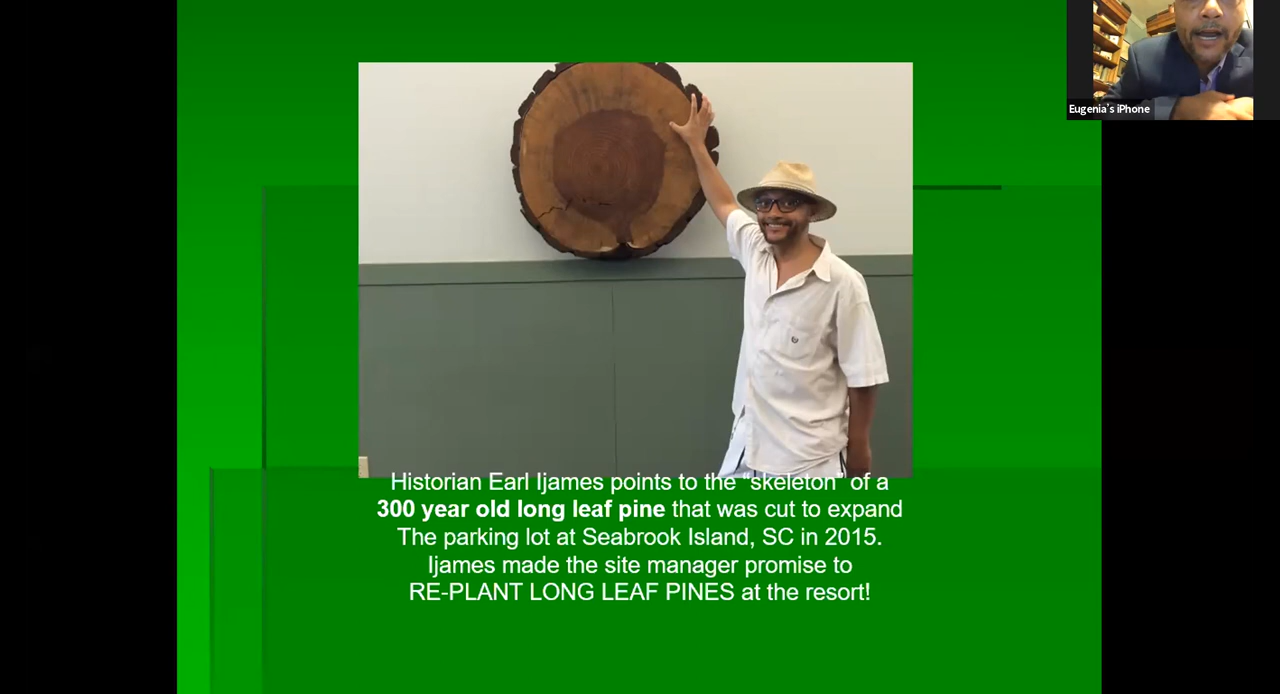 Eugenia's iPhone
Historian Earl Ijames points to the “skeleton” of a
300 year old long leaf pine that was cut to expand
The parking lot at Seabrook Island, SC in 2015.
Ijames made the site manager promise to
RE-PLANT LONG LEAF PINES at the resort!